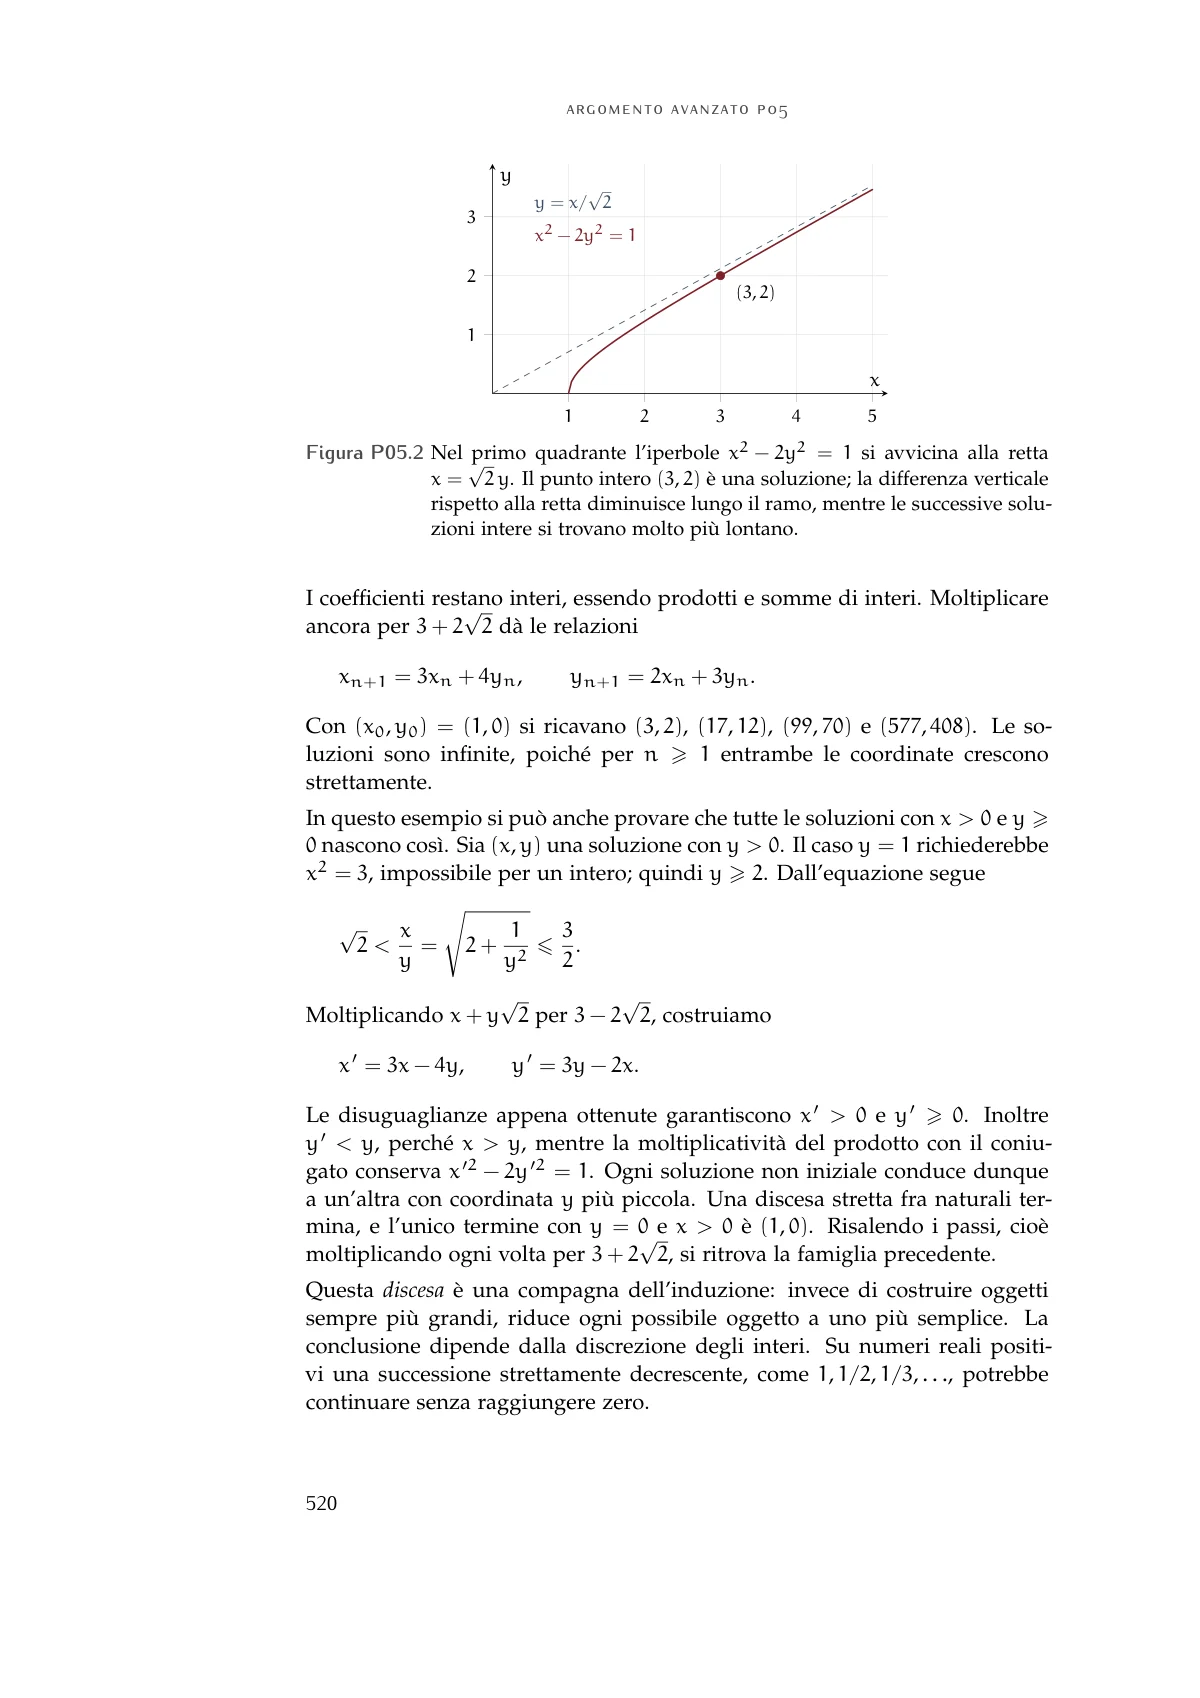 ARGOMENTO AVANZATO P05
y
y = x/√2
x² − 2y² = 1
3
2
1
(3, 2)
x
1 2 3 4 5
Figura P05.2 Nel primo quadrante l'iperbole x² − 2y² = 1 si avvicina alla retta
x = √2 y. Il punto intero (3, 2) è una soluzione; la differenza verticale
rispetto alla retta diminuisce lungo il ramo, mentre le successive solu-
zioni intere si trovano molto più lontano.
I coefficienti restano interi, essendo prodotti e somme di interi. Moltiplicare
ancora per 3 + 2√2 dà le relazioni
xₙ₊₁ = 3xₙ + 4yₙ, yₙ₊₁ = 2xₙ + 3yₙ.
Con (x₀, y₀) = (1, 0) si ricavano (3, 2), (17, 12), (99, 70) e (577, 408). Le so-
luzioni sono infinite, poiché per n ⩾ 1 entrambe le coordinate crescono
strettamente.
In questo esempio si può anche provare che tutte le soluzioni con x > 0 e y ⩾
0 nascono così. Sia (x, y) una soluzione con y > 0. Il caso y = 1 richiederebbe
x² = 3, impossibile per un intero; quindi y ⩾ 2. Dall'equazione segue
√2 < x/y = √(2 + 1/y²) ⩽ 3/2.
Moltiplicando x + y√2 per 3 − 2√2, costruiamo
x′ = 3x − 4y, y′ = 3y − 2x.
Le disuguaglianze appena ottenute garantiscono x′ > 0 e y′ ⩾ 0. Inoltre
y′ < y, perché x > y, mentre la moltiplicatività del prodotto con il coniu-
gato conserva x′² − 2y′² = 1. Ogni soluzione non iniziale conduce dunque
a un'altra con coordinata y più piccola. Una discesa stretta fra naturali ter-
mina, e l'unico termine con y = 0 e x > 0 è (1, 0). Risalendo i passi, cioè
moltiplicando ogni volta per 3 + 2√2, si ritrova la famiglia precedente.
Questa discesa è una compagna dell'induzione: invece di costruire oggetti
sempre più grandi, riduce ogni possibile oggetto a uno più semplice. La
conclusione dipende dalla discrezione degli interi. Su numeri reali positi-
vi una successione strettamente decrescente, come 1, 1/2, 1/3, . . ., potrebbe
continuare senza raggiungere zero.
520